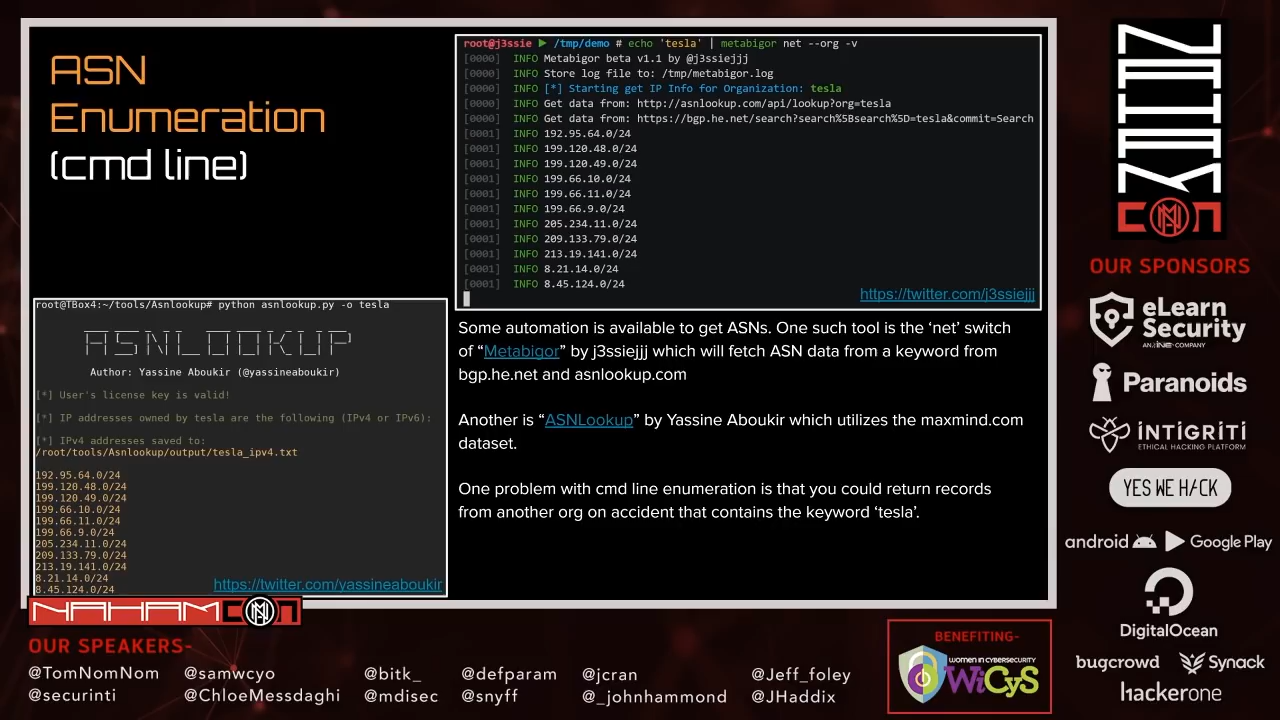 ASN
Enumeration
(cmd line)
root@j3ssie ▶ /tmp/demo # echo 'tesla' | metabigor net --org -v
[0000] INFO Metabigor beta v1.1 by @j3ssiejjj
[0000] INFO Store log file to: /tmp/metabigor.log
[0000] INFO [*] Starting get IP Info for Organization: tesla
[0000] INFO Get data from: http://asnlookup.com/api/lookup?org=tesla
[0000] INFO Get data from: https://bgp.he.net/search?search%5Bsearch%5D=tesla&commit=Search
[0001] INFO 192.95.64.0/24
[0001] INFO 199.120.48.0/24
[0001] INFO 199.120.49.0/24
[0001] INFO 199.66.10.0/24
[0001] INFO 199.66.11.0/24
[0001] INFO 199.66.9.0/24
[0001] INFO 205.234.11.0/24
[0001] INFO 209.133.79.0/24
[0001] INFO 213.19.141.0/24
[0001] INFO 8.21.14.0/24
[0001] INFO 8.45.124.0/24
https://twitter.com/j3ssiejjj
root@TBox4:~/tools/Asnlookup# python asnlookup.py -o tesla
ASNLOOKUP
Author: Yassine Aboukir (@yassineaboukir)
[*] User's license key is valid!
[*] IP addresses owned by tesla are the following (IPv4 or IPv6):
[*] IPv4 addresses saved to:
/root/tools/Asnlookup/output/tesla_ipv4.txt
192.95.64.0/24
199.120.48.0/24
199.120.49.0/24
199.66.10.0/24
199.66.11.0/24
199.66.9.0/24
205.234.11.0/24
209.133.79.0/24
213.19.141.0/24
8.21.14.0/24
8.45.124.0/24
https://twitter.com/yassineaboukir
Some automation is available to get ASNs. One such tool is the ‘net’ switch
of “Metabigor” by j3ssiejjj which will fetch ASN data from a keyword from
bgp.he.net and asnlookup.com
Another is “ASNLookup” by Yassine Aboukir which utilizes the maxmind.com
dataset.
One problem with cmd line enumeration is that you could return records
from another org on accident that contains the keyword ‘tesla’.
NAHAM
CON
OUR SPONSORS
eLearn
Security
AN INE COMPANY
Paranoids
INTIGRITI
ETHICAL HACKING PLATFORM
YES WE H/CK
android Google Play
DigitalOcean
bugcrowd Synack
hackerone
NAHAMCON
OUR SPEAKERS-
@TomNomNom @samwcyo @bitk_ @defparam @jcran @Jeff_foley
@securinti @ChloeMessdaghi @mdisec @snyff @_johnhammond @JHaddix
BENEFITING-
WOMEN IN CYBERSECURITY
WiCyS